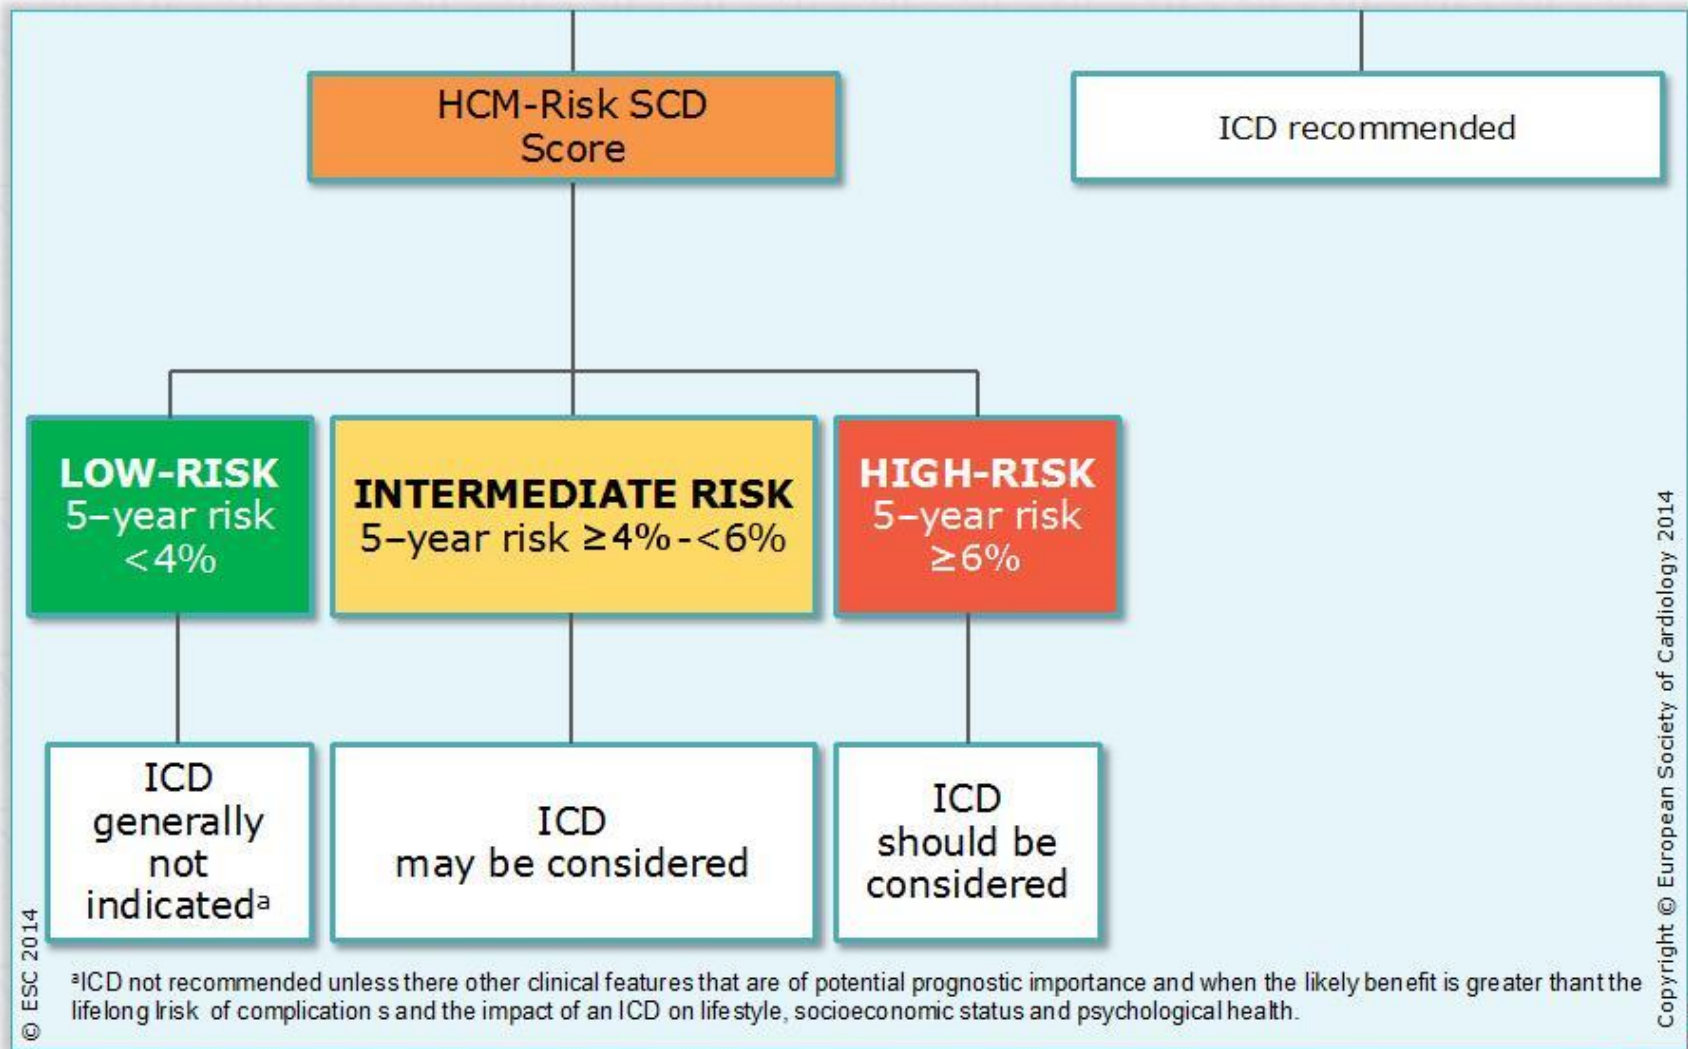 HCM-Risk SCD
Score
ICD recommended
LOW-RISK
5–year risk
<4%
INTERMEDIATE RISK
5–year risk ≥4%-<6%
HIGH-RISK
5–year risk
≥6%
ICD
generally
not
indicatedᵃ
ICD
may be considered
ICD
should be
considered
ᵃICD not recommended unless there other clinical features that are of potential prognostic importance and when the likely benefit is greater thant the
lifelong lrisk of complication s and the impact of an ICD on lifestyle, socioeconomic status and psychological health.
© ESC 2014
Copyright © European Society of Cardiology 2014